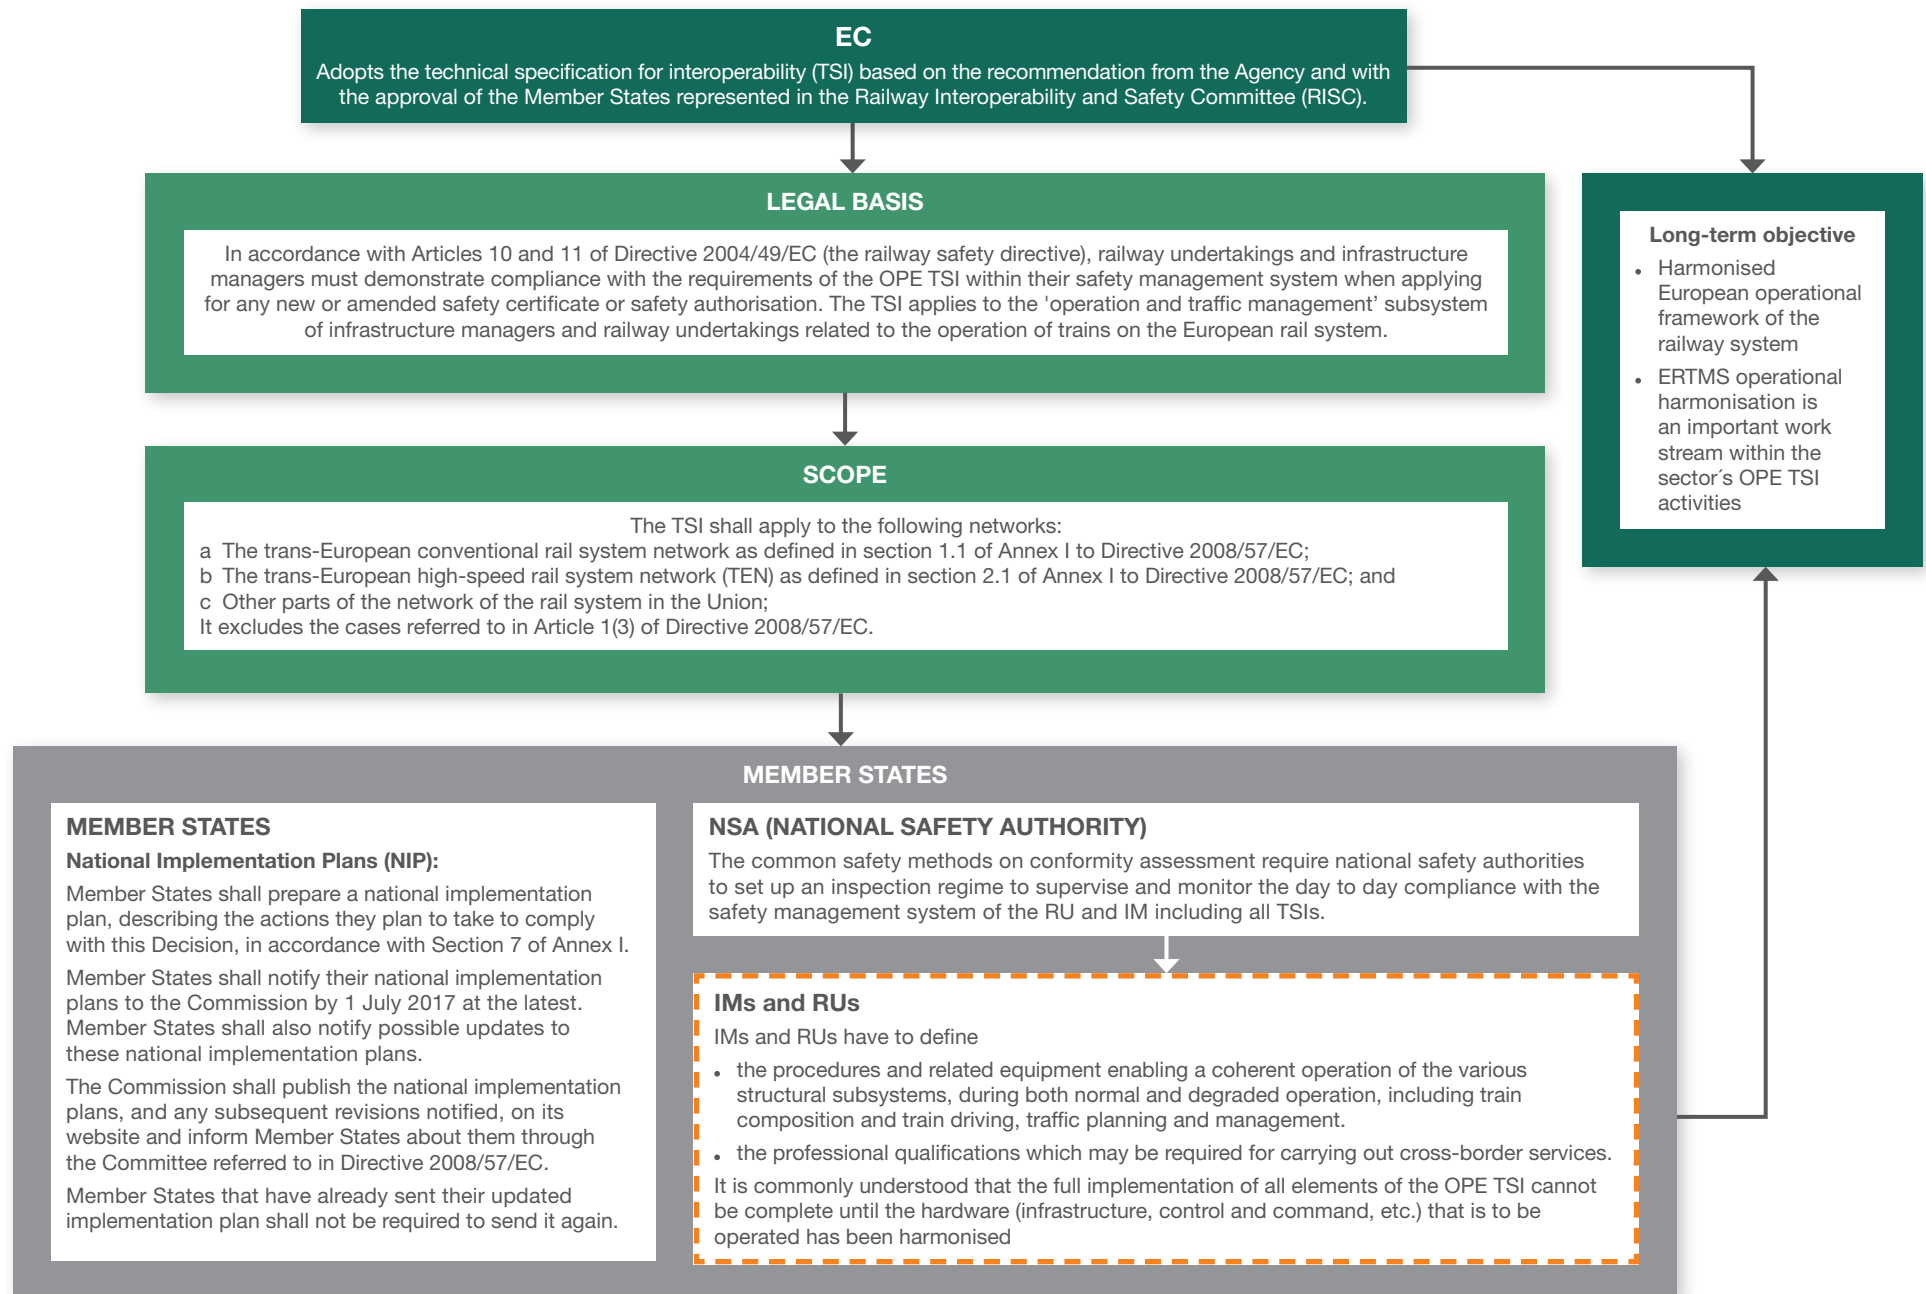 EC
Adopts the technical specification for interoperability (TSI) based on the recommendation from the Agency and with
the approval of the Member States represented in the Railway Interoperability and Safety Committee (RISC).
LEGAL BASIS
In accordance with Articles 10 and 11 of Directive 2004/49/EC (the railway safety directive), railway undertakings and infrastructure
managers must demonstrate compliance with the requirements of the OPE TSI within their safety management system when applying
for any new or amended safety certificate or safety authorisation. The TSI applies to the 'operation and traffic management’ subsystem
of infrastructure managers and railway undertakings related to the operation of trains on the European rail system.
Long-term objective
• Harmonised
European operational
framework of the
railway system
• ERTMS operational
harmonisation is
an important work
stream within the
sector´s OPE TSI
activities
SCOPE
The TSI shall apply to the following networks:
a The trans-European conventional rail system network as defined in section 1.1 of Annex I to Directive 2008/57/EC;
b The trans-European high-speed rail system network (TEN) as defined in section 2.1 of Annex I to Directive 2008/57/EC; and
c Other parts of the network of the rail system in the Union;
It excludes the cases referred to in Article 1(3) of Directive 2008/57/EC.
MEMBER STATES
MEMBER STATES
National Implementation Plans (NIP):
Member States shall prepare a national implementation
plan, describing the actions they plan to take to comply
with this Decision, in accordance with Section 7 of Annex I.
Member States shall notify their national implementation
plans to the Commission by 1 July 2017 at the latest.
Member States shall also notify possible updates to
these national implementation plans.
The Commission shall publish the national implementation
plans, and any subsequent revisions notified, on its
website and inform Member States about them through
the Committee referred to in Directive 2008/57/EC.
Member States that have already sent their updated
implementation plan shall not be required to send it again.
NSA (NATIONAL SAFETY AUTHORITY)
The common safety methods on conformity assessment require national safety authorities
to set up an inspection regime to supervise and monitor the day to day compliance with the
safety management system of the RU and IM including all TSIs.
IMs and RUs
IMs and RUs have to define
• the procedures and related equipment enabling a coherent operation of the various
structural subsystems, during both normal and degraded operation, including train
composition and train driving, traffic planning and management.
• the professional qualifications which may be required for carrying out cross-border services.
It is commonly understood that the full implementation of all elements of the OPE TSI cannot
be complete until the hardware (infrastructure, control and command, etc.) that is to be
operated has been harmonised